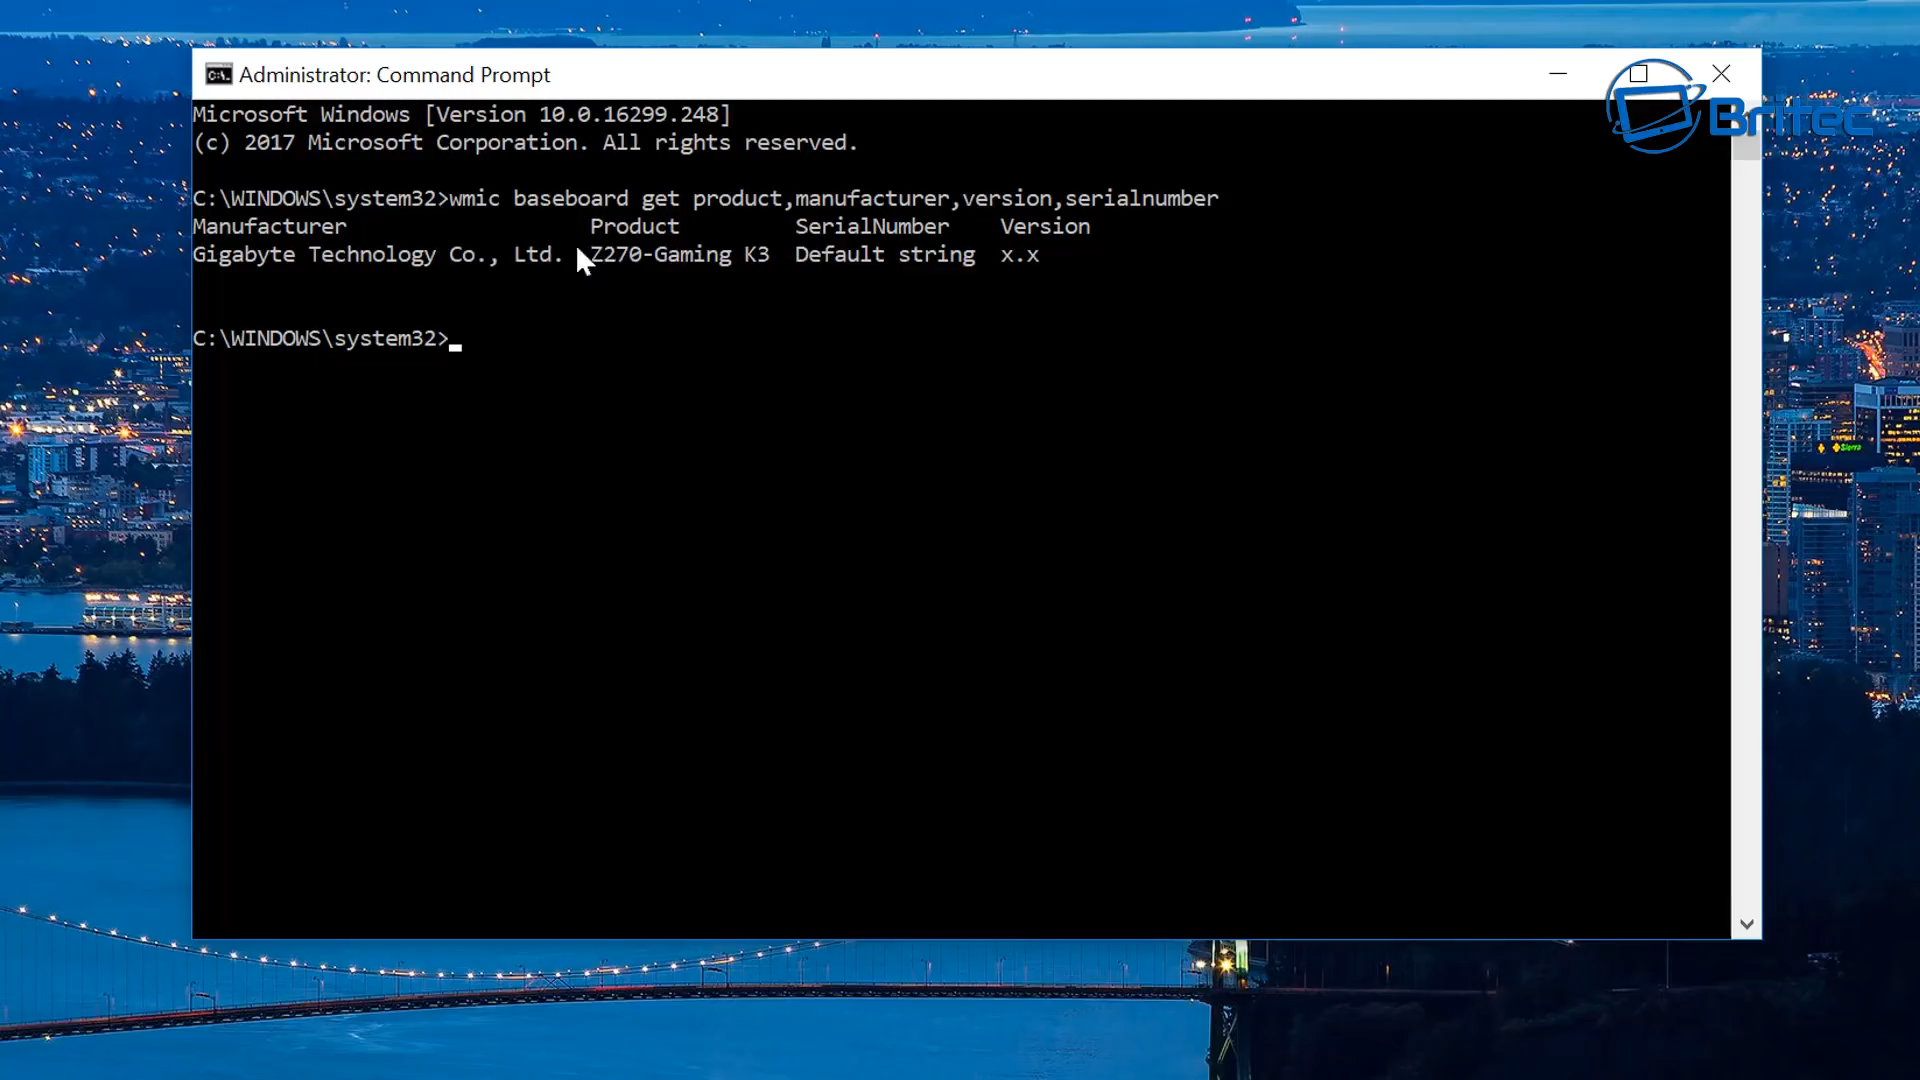 Administrator: Command Prompt
Britec
Microsoft Windows [Version 10.0.16299.248]
(c) 2017 Microsoft Corporation. All rights reserved.
C:\WINDOWS\system32>wmic baseboard get product,manufacturer,version,serialnumber
Manufacturer Product SerialNumber Version
Gigabyte Technology Co., Ltd. Z270-Gaming K3 Default string x.x
C:\WINDOWS\system32>
Sierra